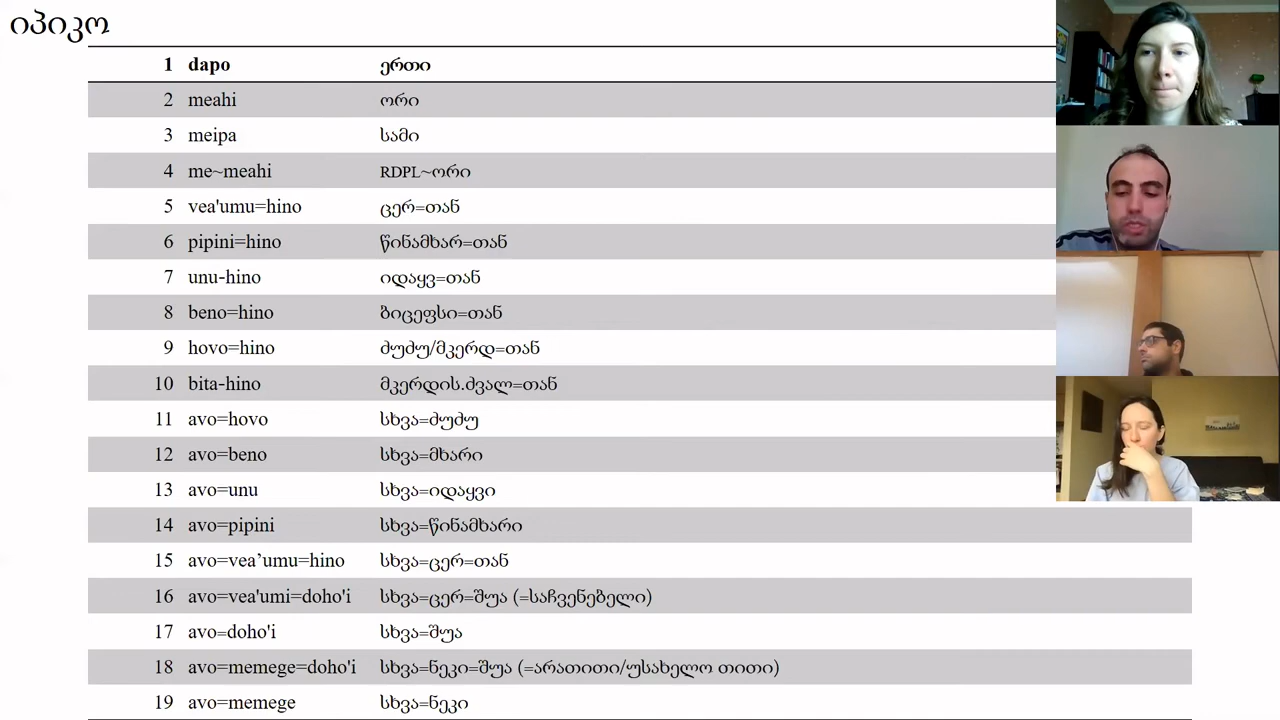 იპიკო
1 dapo ერთი
2 meahi ორი
3 meipa სამი
4 me~meahi RDPL~ორი
5 vea'umu=hino ცერ=თან
6 pipini=hino წინამხარ=თან
7 unu-hino იდაყვ=თან
8 beno=hino ბიცეფსი=თან
9 hovo=hino ძუძუ/მკერდ=თან
10 bita-hino მკერდის.ძვალ=თან
11 avo=hovo სხვა=ძუძუ
12 avo=beno სხვა=მხარი
13 avo=unu სხვა=იდაყვი
14 avo=pipini სხვა=წინამხარი
15 avo=vea’umu=hino სხვა=ცერ=თან
16 avo=vea'umi=doho'i სხვა=ცერ=შუა (=საჩვენებელი)
17 avo=doho'i სხვა=შუა
18 avo=memege=doho'i სხვა=ნეკი=შუა (=არათითი/უსახელო თითი)
19 avo=memege სხვა=ნეკი